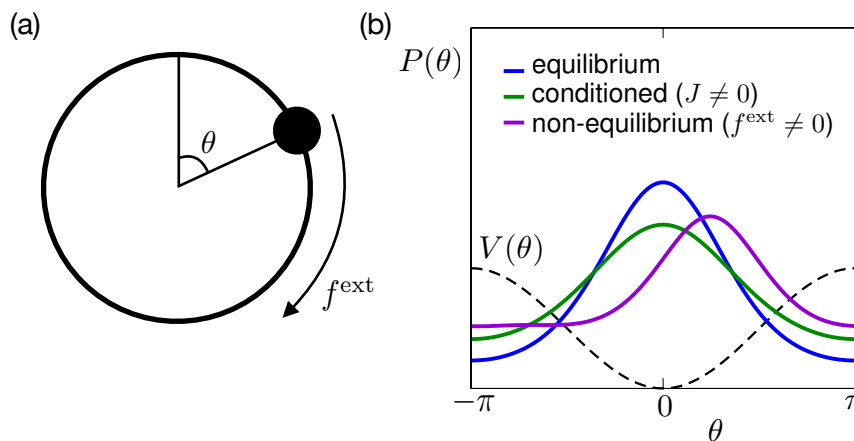 (a)
θ
f^ext
(b)
P(θ)
equilibrium
conditioned (J ≠ 0)
non-equilibrium (f^ext ≠ 0)
V(θ)
−π
0
π
θ